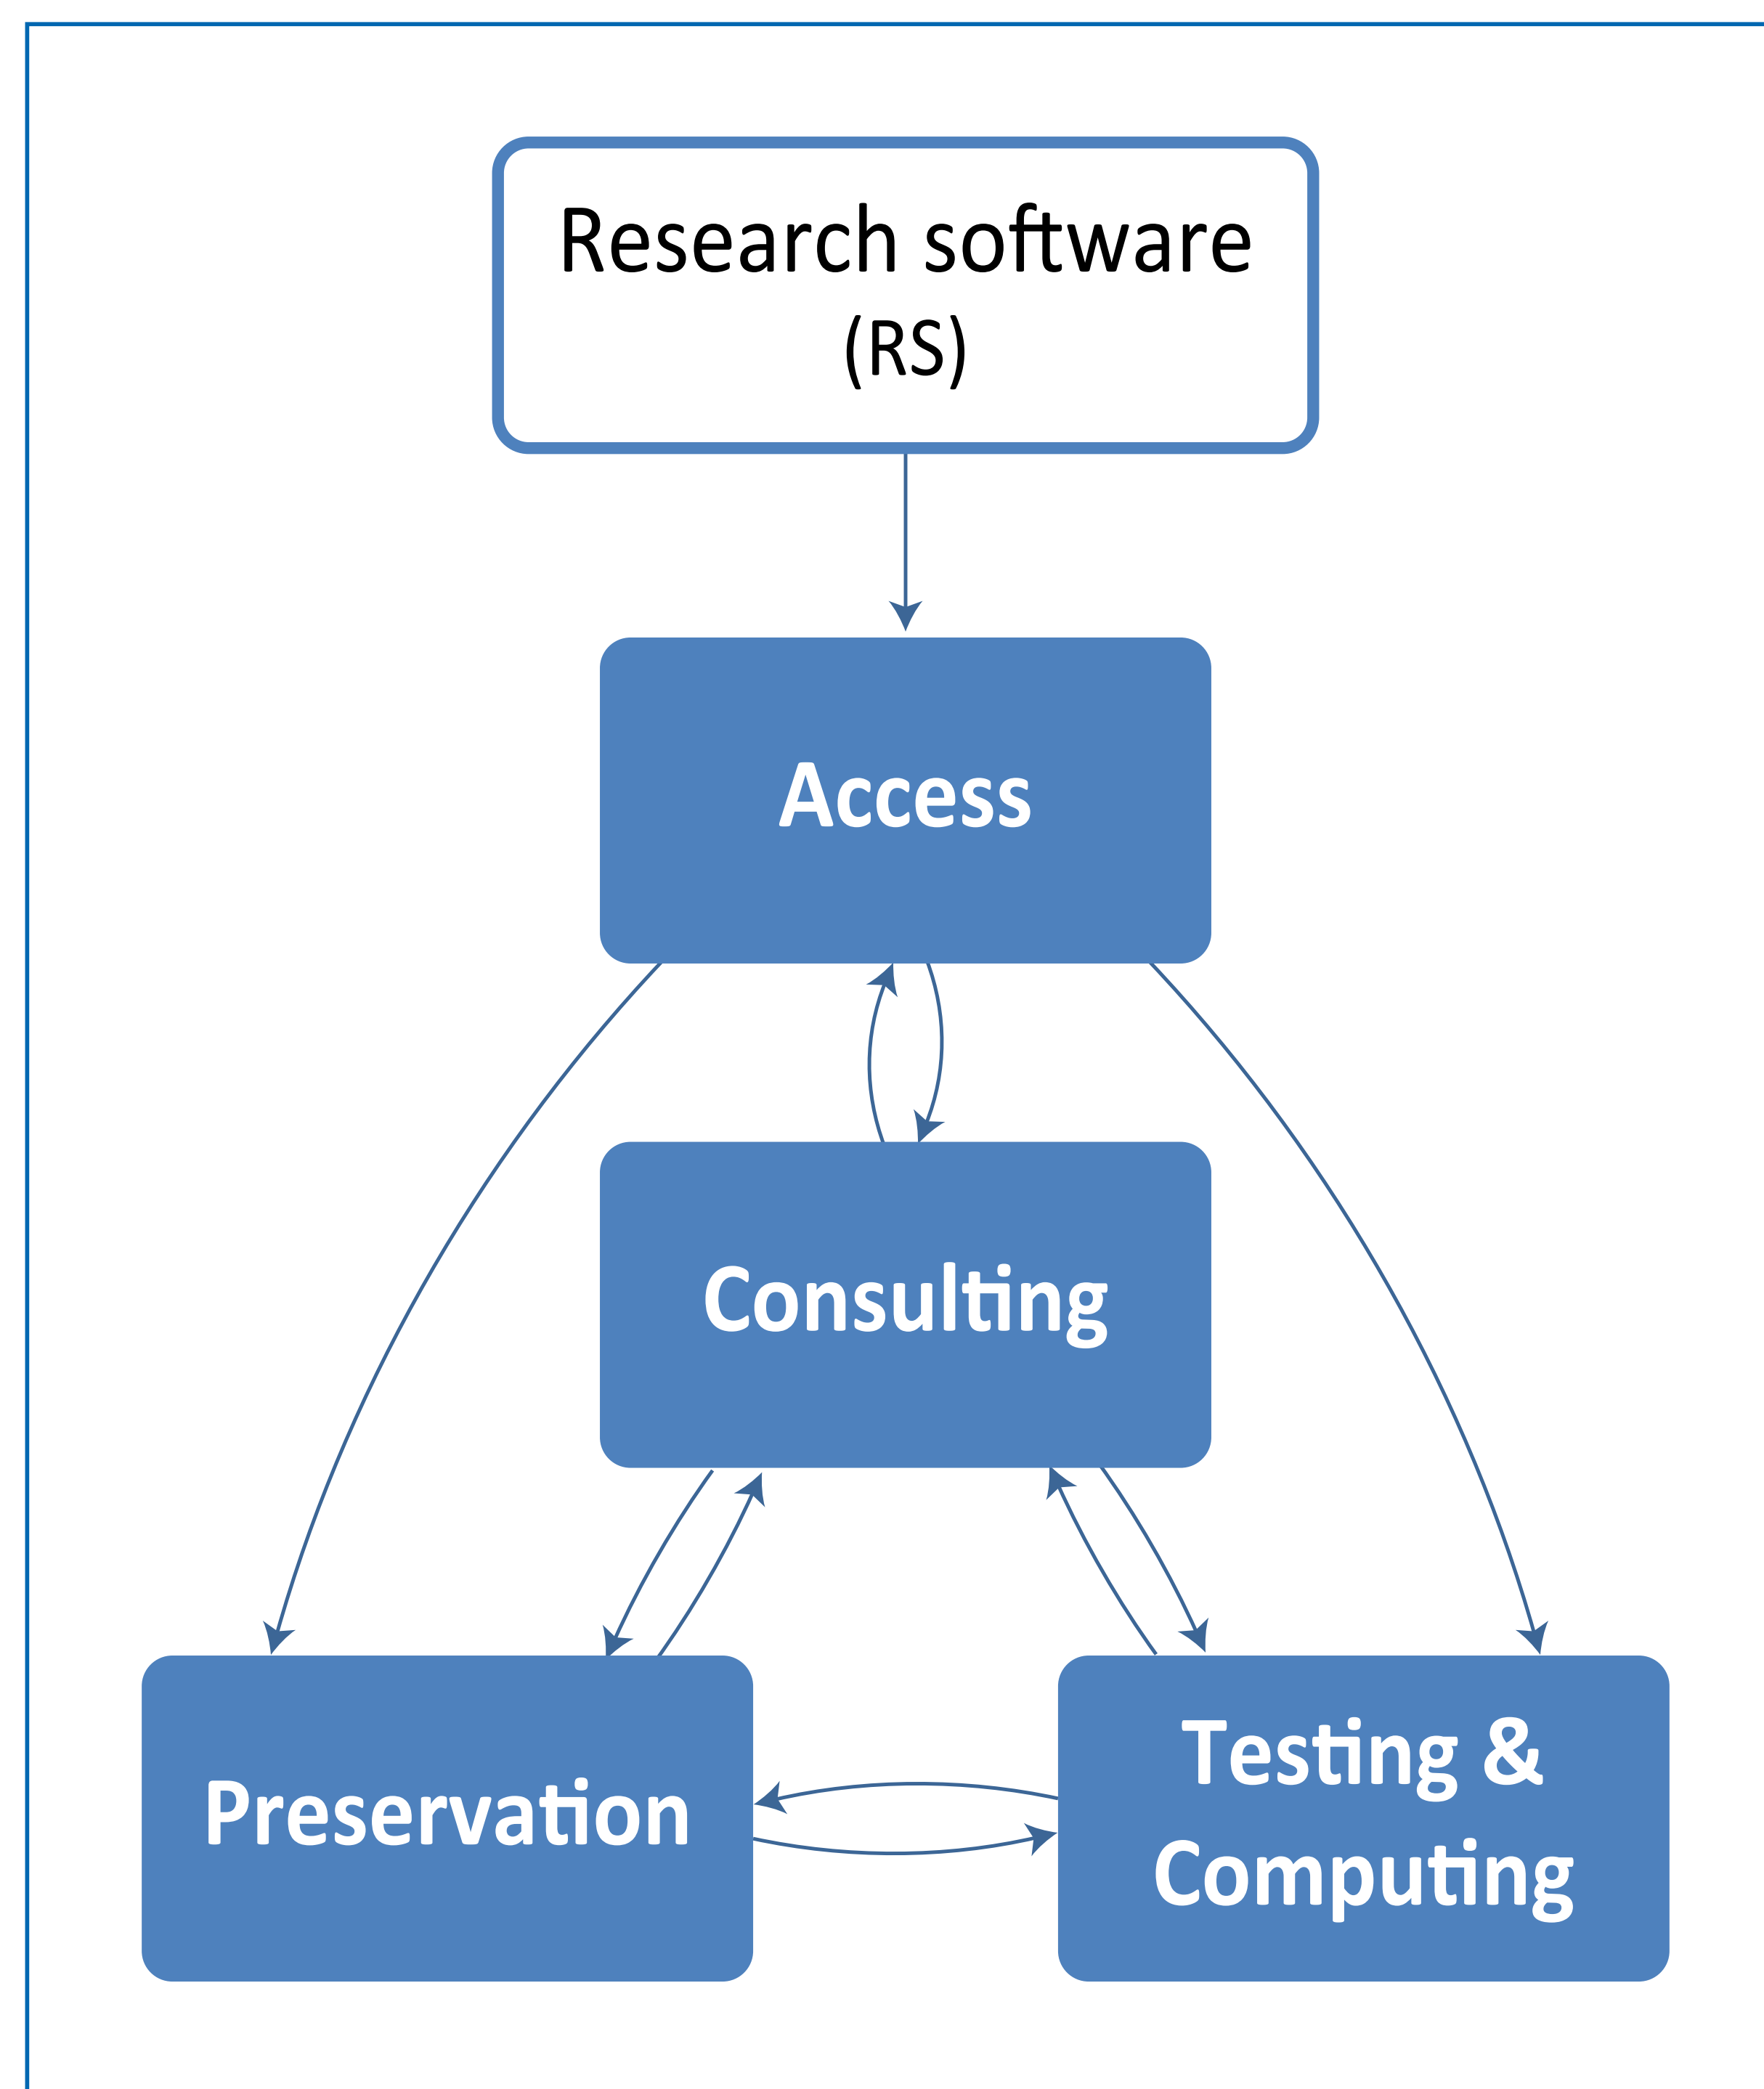 Research software
(RS)
Access
Consulting
Preservation
Testing &
Computing